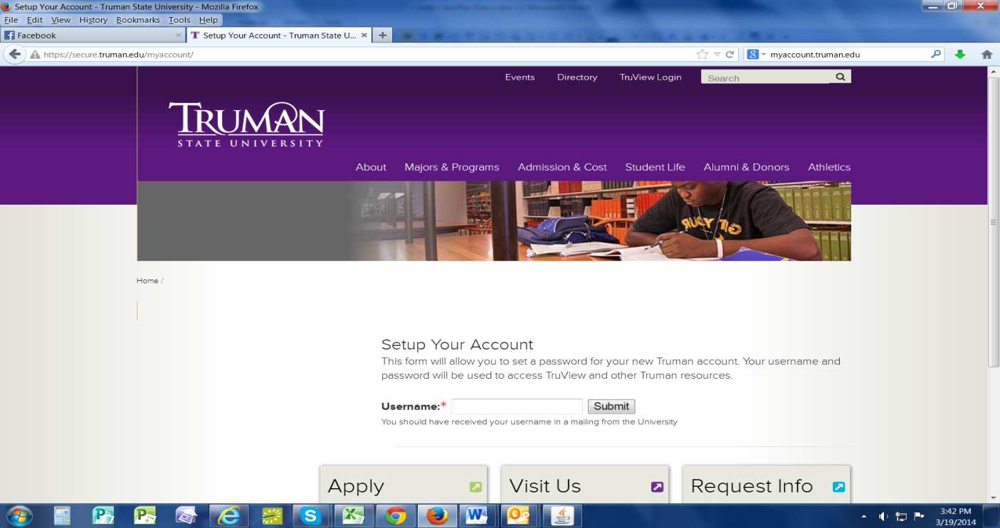 Setup Your Account - Truman State University - Mozilla Firefox
File Edit View History Bookmarks Tools Help
Facebook
Setup Your Account - Truman State U...
https://secure.truman.edu/myaccount/
myaccount.truman.edu
Events Directory TruView Login Search
TRUMAN
STATE UNIVERSITY
About Majors & Programs Admission & Cost Student Life Alumni & Donors Athletics
Home /
Setup Your Account
This form will allow you to set a password for your new Truman account. Your username and
password will be used to access TruView and other Truman resources.
Username:* Submit
You should have received your username in a mailing from the University
Apply Visit Us Request Info
3:42 PM
3/19/2014